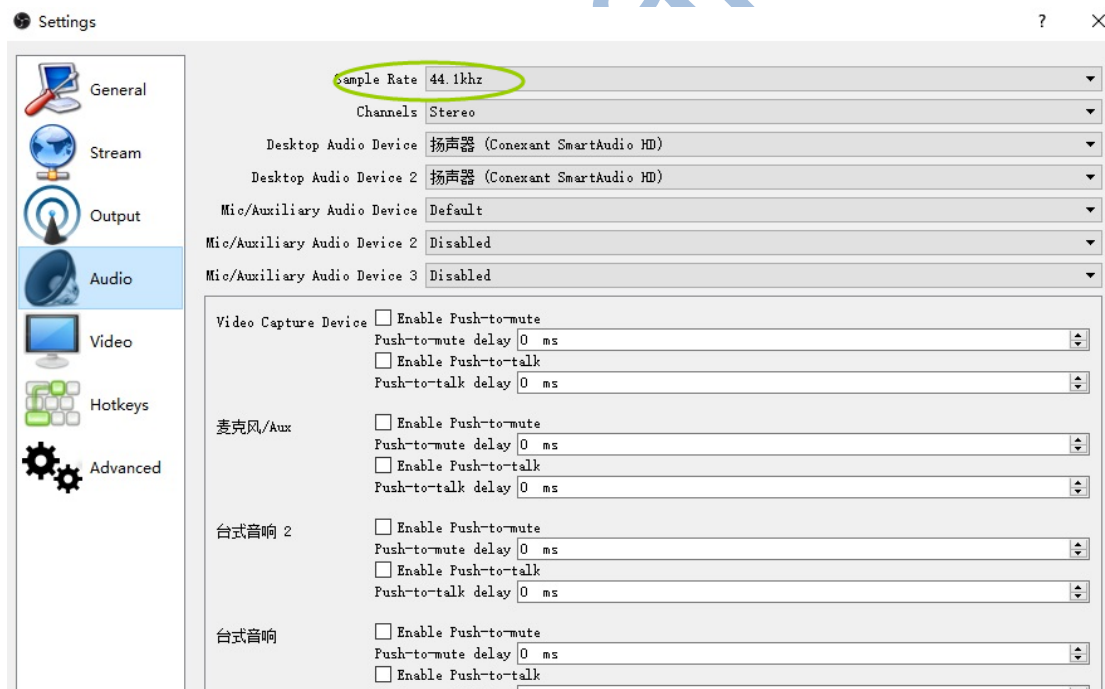 Settings
?
General
Stream
Output
Audio
Video
Hotkeys
Advanced
Sample Rate 44.1khz
Channels Stereo
Desktop Audio Device 扬声器 (Conexant SmartAudio HD)
Desktop Audio Device 2 扬声器 (Conexant SmartAudio HD)
Mic/Auxiliary Audio Device Default
Mic/Auxiliary Audio Device 2 Disabled
Mic/Auxiliary Audio Device 3 Disabled
Video Capture Device Enable Push-to-mute
Push-to-mute delay 0 ms
Enable Push-to-talk
Push-to-talk delay 0 ms
麦克风/Aux Enable Push-to-mute
Push-to-mute delay 0 ms
Enable Push-to-talk
Push-to-talk delay 0 ms
台式音响 2 Enable Push-to-mute
Push-to-mute delay 0 ms
Enable Push-to-talk
Push-to-talk delay 0 ms
台式音响 Enable Push-to-mute
Push-to-mute delay 0 ms
Enable Push-to-talk